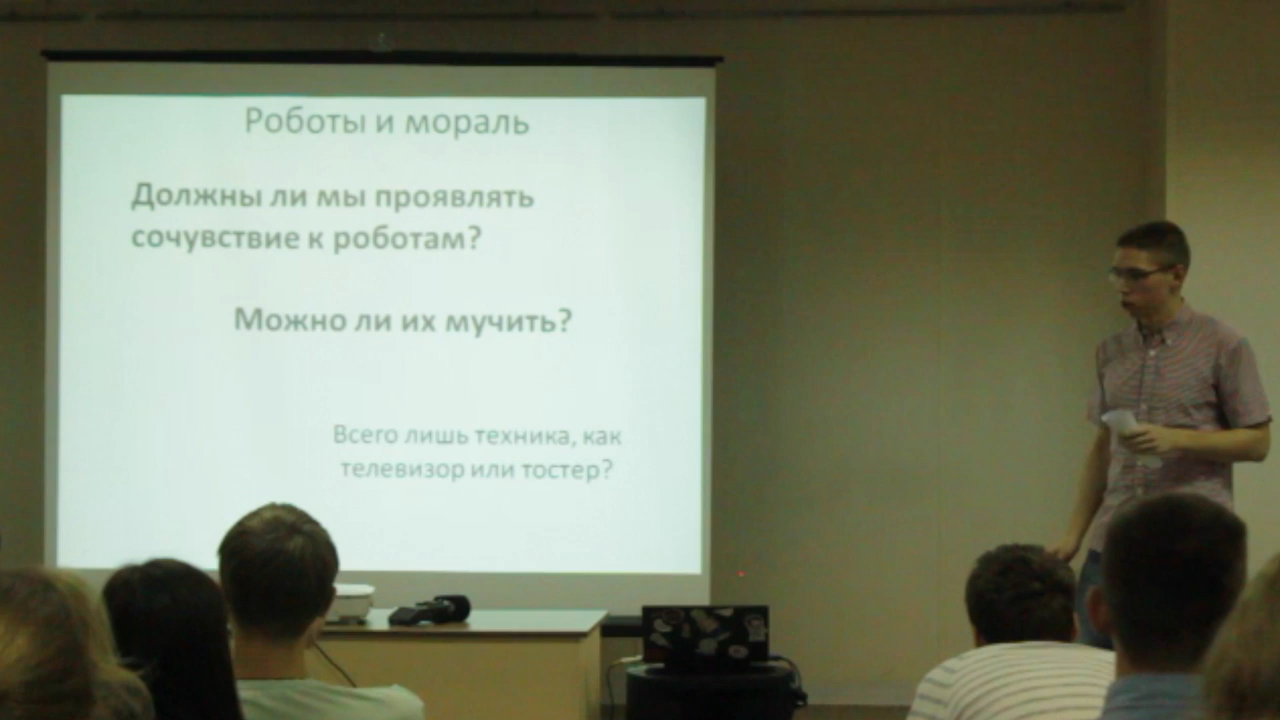 Роботы и мораль
Должны ли мы проявлять
сочувствие к роботам?
Можно ли их мучить?
Всего лишь техника, как
телевизор или тостер?